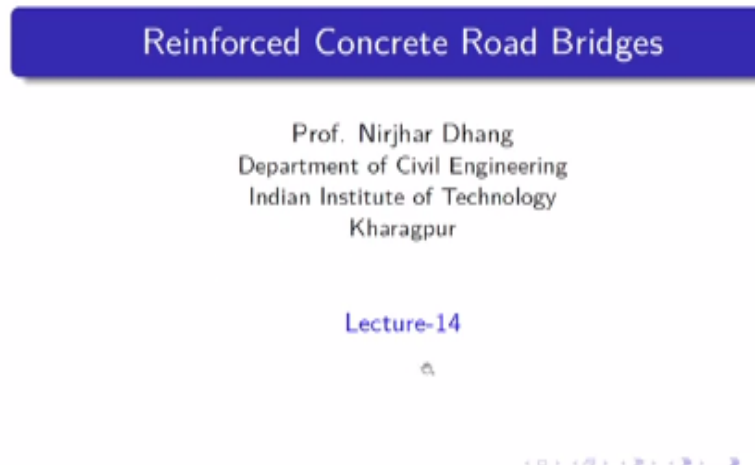 Reinforced Concrete Road Bridges
Prof. Nirjhar Dhang
Department of Civil Engineering
Indian Institute of Technology
Kharagpur
Lecture-14